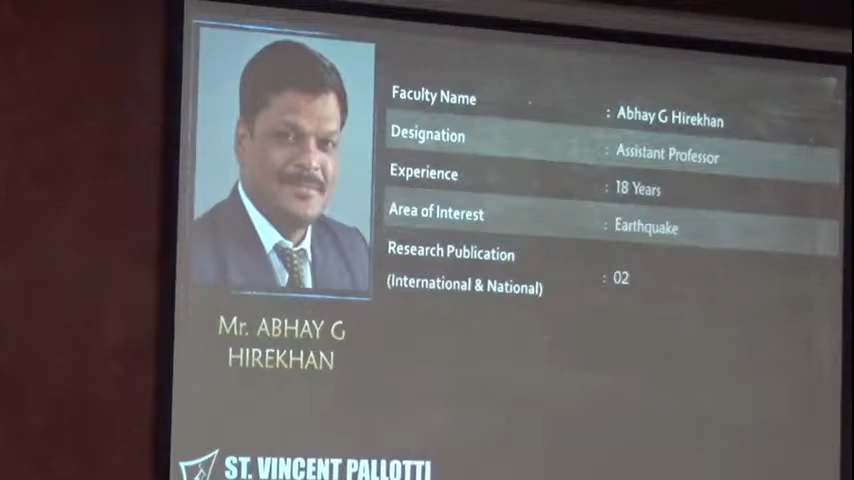 Faculty Name : Abhay G Hirekhan
Designation : Assistant Professor
Experience : 18 Years
Area of Interest : Earthquake
Research Publication
(International & National) : 02
Mr. ABHAY G
HIREKHAN
ST. VINCENT PALLOTTI